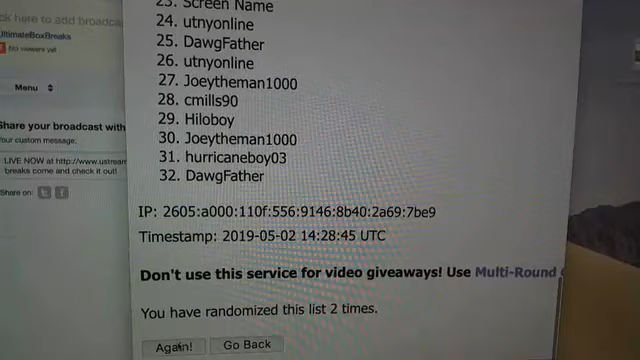 23. Screen Name
24. utnyonline
25. DawgFather
26. utnyonline
27. Joeytheman1000
28. cmills90
29. Hiloboy
30. Joeytheman1000
31. hurricaneboy03
32. DawgFather
IP: 2605:a000:110f:556:9146:8b40:2a69:7be9
Timestamp: 2019-05-02 14:28:45 UTC
Don't use this service for video giveaways! Use Multi-Round
You have randomized this list 2 times.
Again! Go Back
ck here to add broadcas
UltimateBoxBreaks
No viewers yet
Menu
Share your broadcast with
Your custom message:
LIVE NOW at http://www.ustream
breaks come and check it out!
Share on: